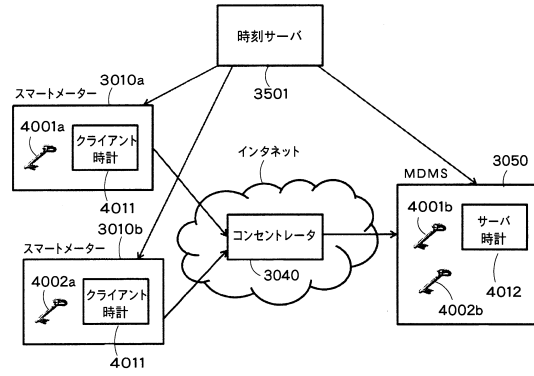 時刻サーバ
3501
スマートメーター
3010a
4001a
クライアント
時計
4011
インタネット
MDMS
3050
4001b
サーバ
時計
4012
4002b
コンセントレータ
3040
スマートメーター
3010b
4002a
クライアント
時計
4011